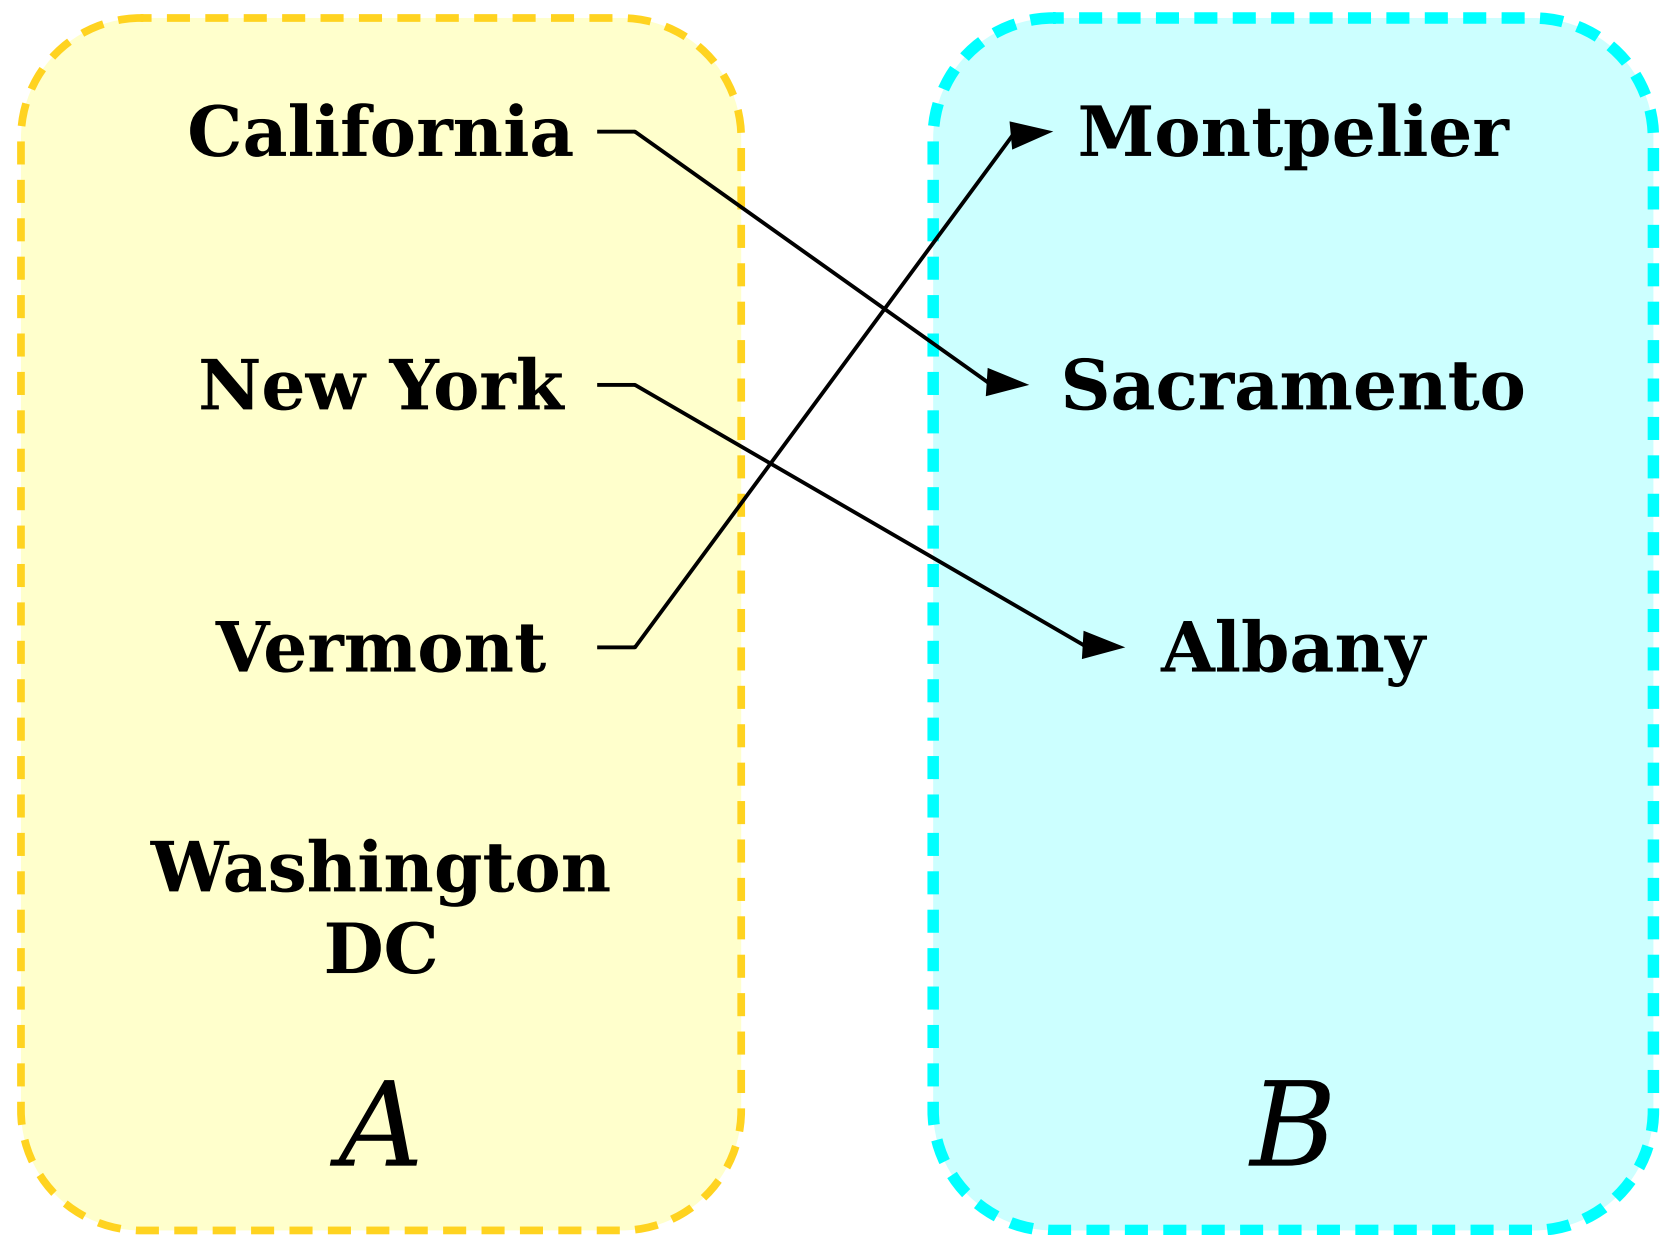 California
New York
Vermont
Washington
DC
A
Montpelier
Sacramento
Albany
B